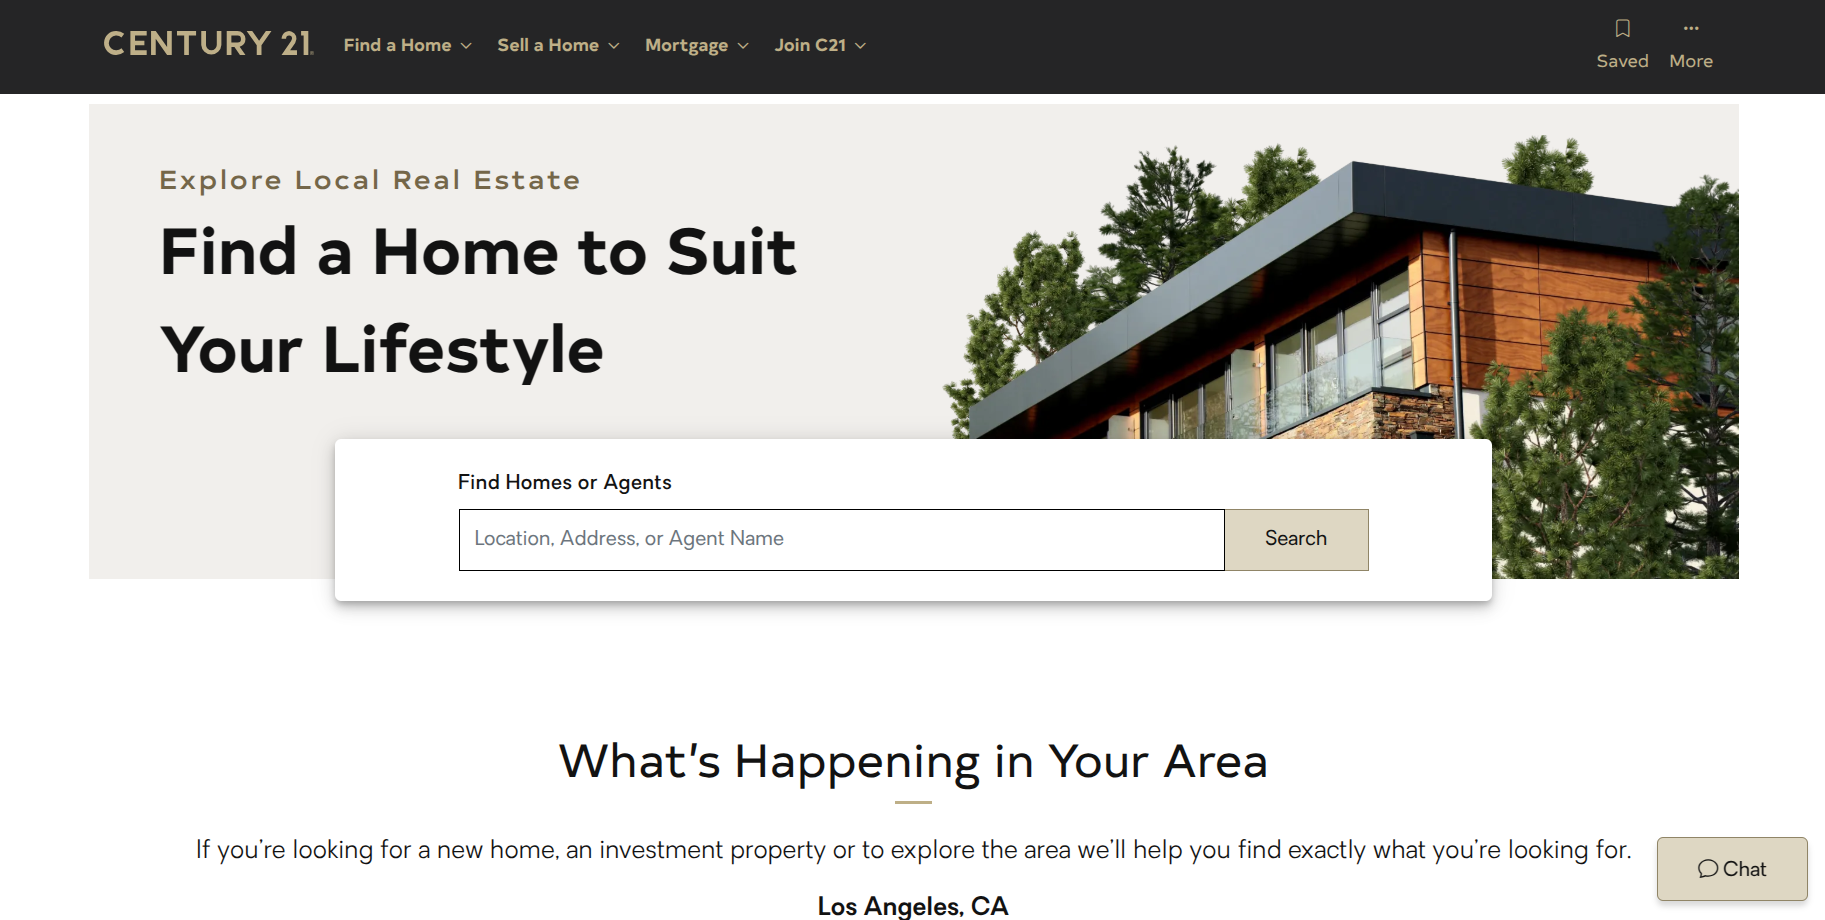 CENTURY 21.
Find a Home
Sell a Home
Mortgage
Join C21
Saved
More
Explore Local Real Estate
Find a Home to Suit
Your Lifestyle
Find Homes or Agents
Location, Address, or Agent Name
Search
What's Happening in Your Area
If you're looking for a new home, an investment property or to explore the area we'll help you find exactly what you're looking for.
Chat
Los Angeles, CA